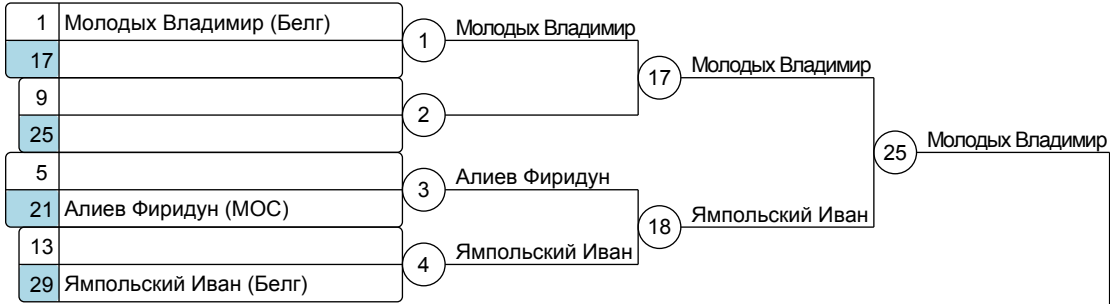 1 Молодых Владимир (Белг)
17
9
25
5
21 Алиев Фиридун (МОС)
13
29 Ямпольский Иван (Белг)
1 Молодых Владимир
2
3 Алиев Фиридун
4 Ямпольский Иван
17 Молодых Владимир
18 Ямпольский Иван
25 Молодых Владимир